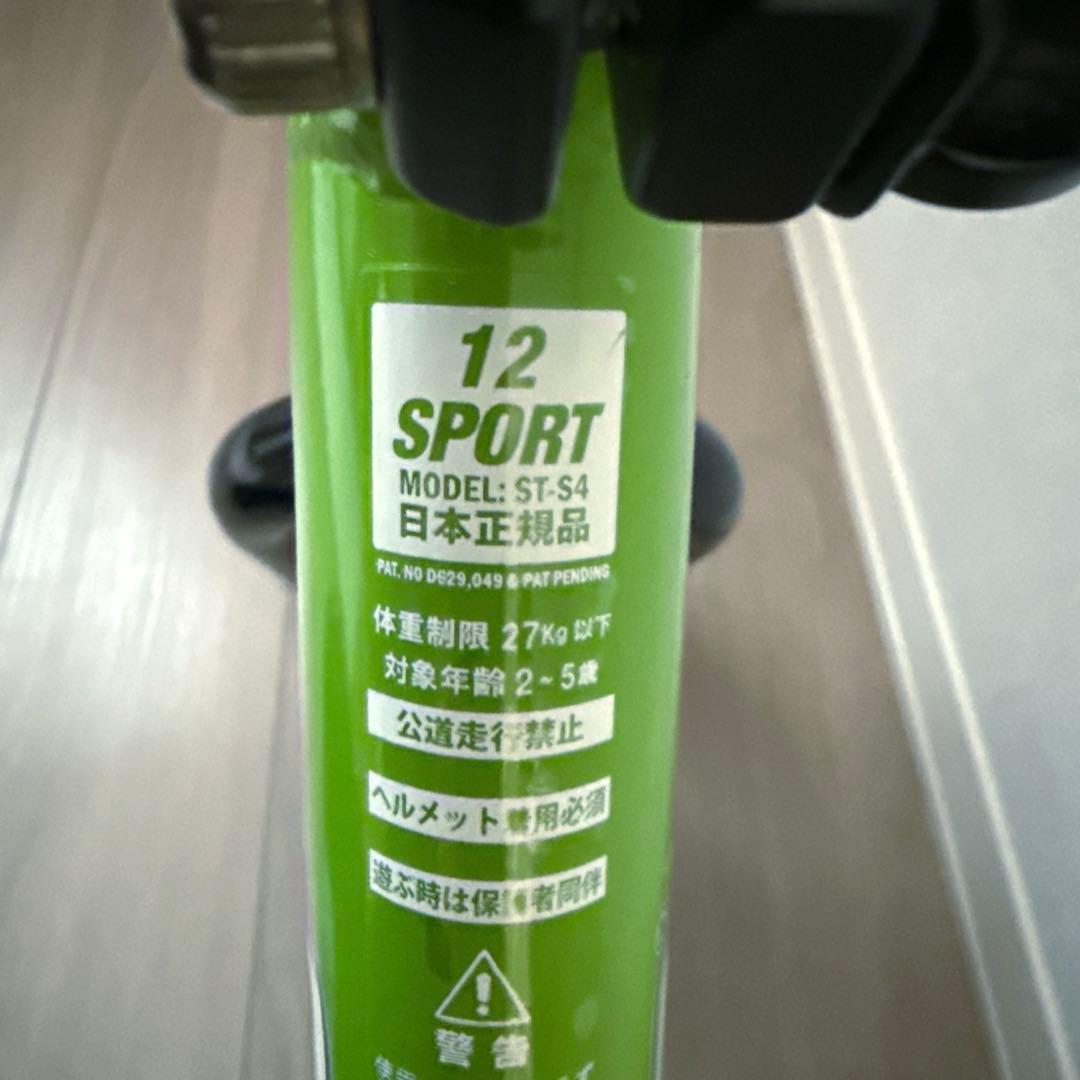 12
SPORT
MODEL: ST-S4
日本正規品
PAT. NO D629,049 & PAT PENDING
体重制限 27Kg 以下
対象年齢 2~5歳
公道走行禁止
ヘルメット着用必須
遊ぶ時は保護者同伴
警告